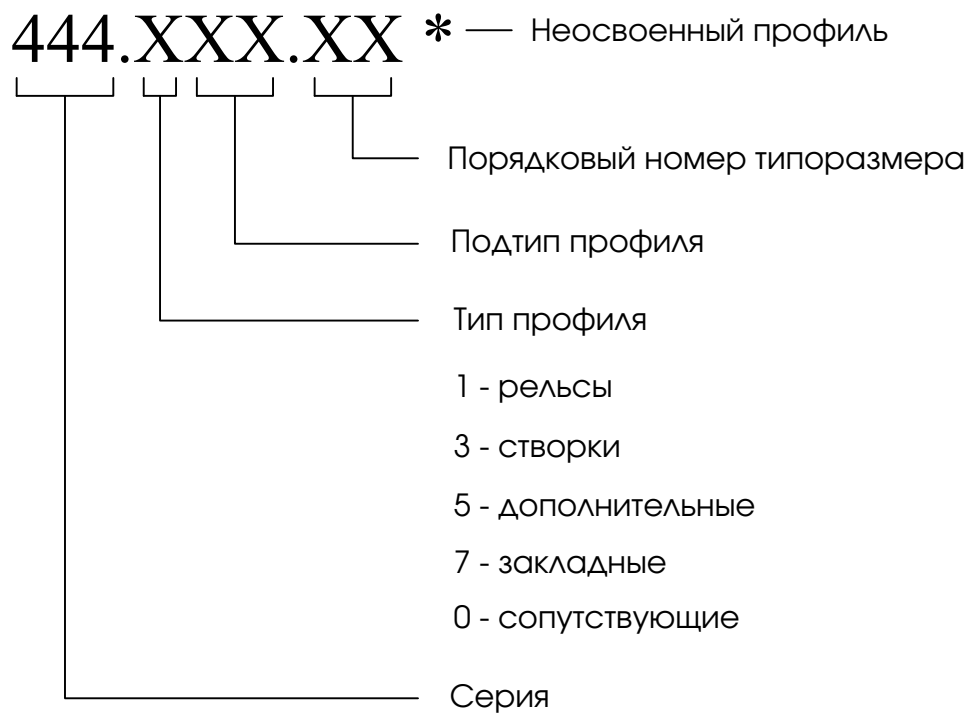 444.XXX.XX * — Неосвоенный профиль
Порядковый номер типоразмера
Подтип профиля
Тип профиля
1 - рельсы
3 - створки
5 - дополнительные
7 - закладные
0 - сопутствующие
Серия